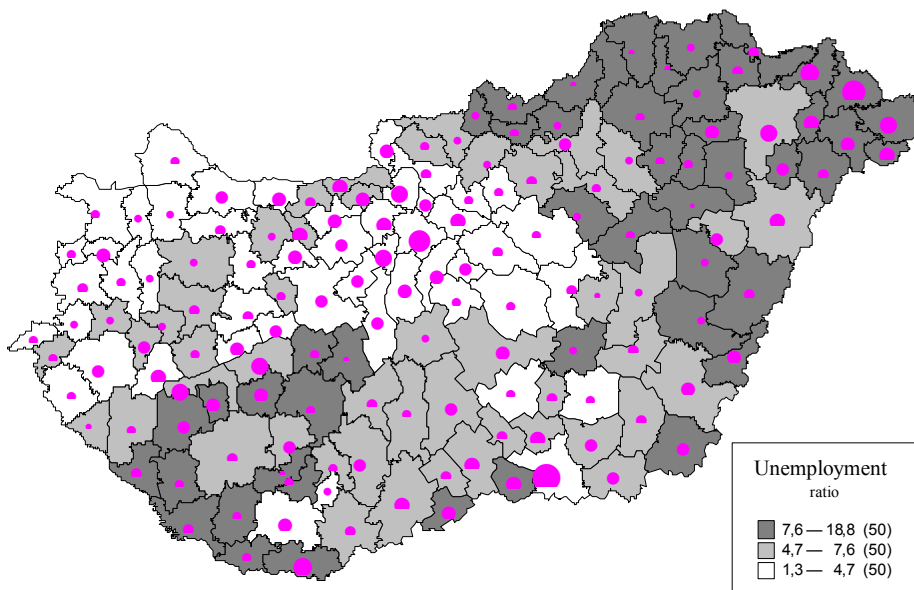 Unemployment
ratio
7,6 — 18,8 (50)
4,7 — 7,6 (50)
1,3 — 4,7 (50)